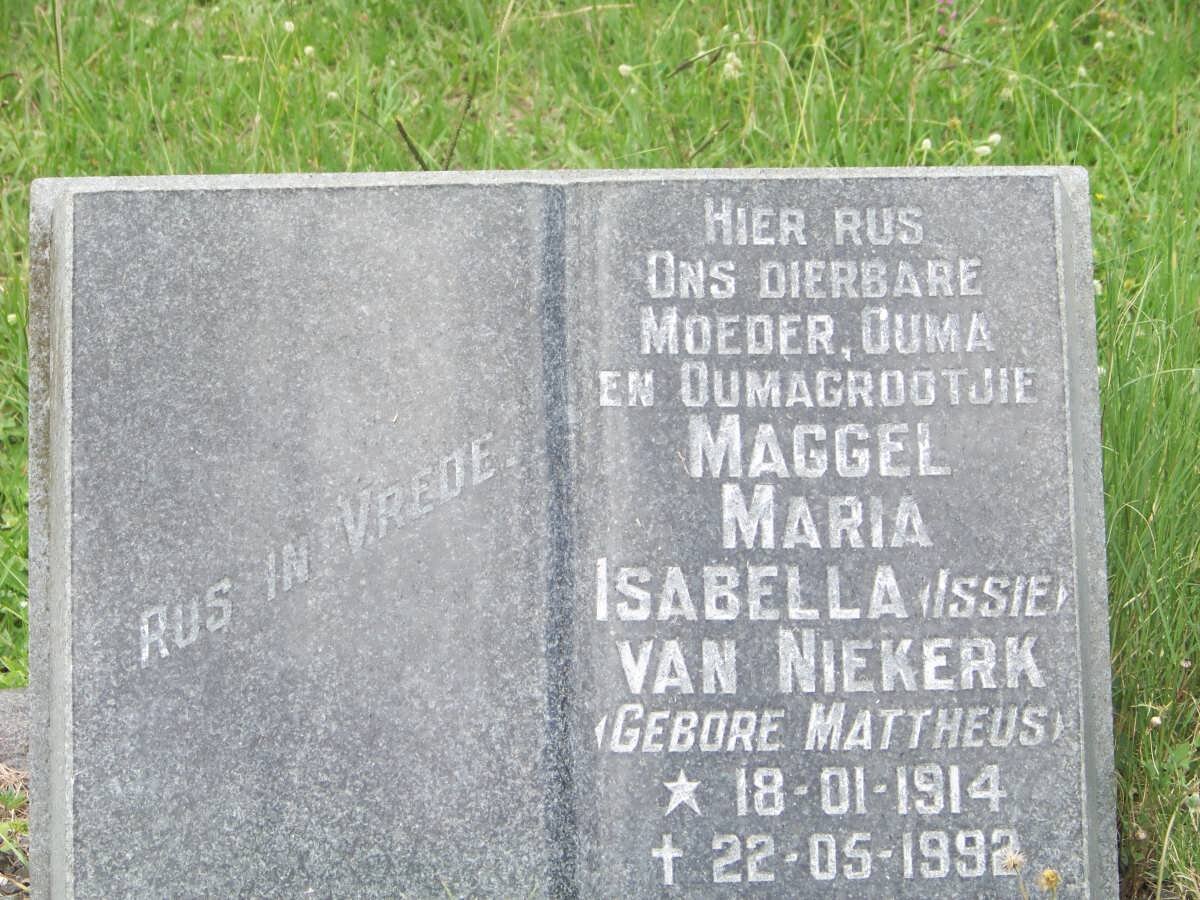 RUS IN VREDE.
HIER RUS
ONS DIERBARE
MOEDER, OUMA
EN OUMAGROOTJIE
MAGGEL
MARIA
ISABELLA (ISSIE)
VAN NIEKERK
(GEBORE MATTHEUS)
★ 18-01-1914
✝ 22-05-1992